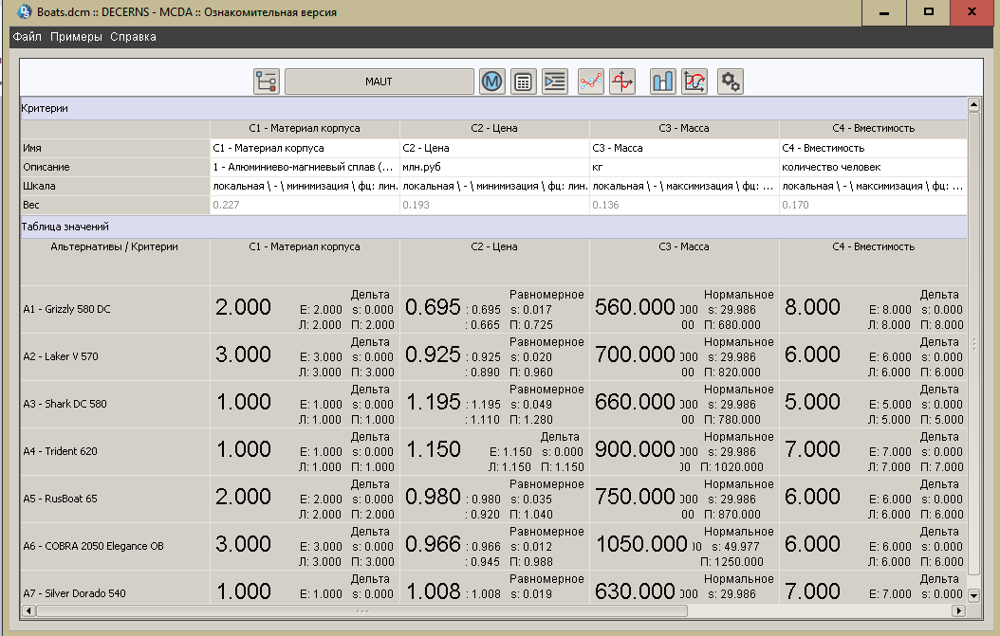 Boats.dcm :: DECERNS - MCDA :: Ознакомительная версия
Файл Примеры Справка
MAUT
Критерии
C1 - Материал корпуса C2 - Цена C3 - Масса C4 - Вместимость
Имя C1 - Материал корпуса C2 - Цена C3 - Масса C4 - Вместимость
Описание 1 - Алюминиево-магниевый сплав (... млн.руб кг количество человек
Шкала локальная \ - \ минимизация \ фц: лин. локальная \ - \ минимизация \ фц: лин. локальная \ - \ максимизация \ фц: ... локальная \ - \ максимизация \ фц: ...
Вес 0.227 0.193 0.136 0.170
Таблица значений
Альтернативы / Критерии C1 - Материал корпуса C2 - Цена C3 - Масса C4 - Вместимость
Дельта Равномерное Нормальное Дельта
A1 - Grizzly 580 DC 2.000 E: 2.000 s: 0.000 0.695 : 0.695 s: 0.017 560.000 s: 29.986 8.000 E: 8.000 s: 0.000
Л: 2.000 П: 2.000 : 0.665 П: 0.725 00 П: 680.000 Л: 8.000 П: 8.000
Дельта Равномерное Нормальное Дельта
A2 - Laker V 570 3.000 E: 3.000 s: 0.000 0.925 : 0.925 s: 0.020 700.000 s: 29.986 6.000 E: 6.000 s: 0.000
Л: 3.000 П: 3.000 : 0.890 П: 0.960 00 П: 820.000 Л: 6.000 П: 6.000
Дельта Равномерное Нормальное Дельта
A3 - Shark DC 580 1.000 E: 1.000 s: 0.000 1.195 : 1.195 s: 0.049 660.000 s: 29.986 5.000 E: 5.000 s: 0.000
Л: 1.000 П: 1.000 : 1.110 П: 1.280 00 П: 780.000 Л: 5.000 П: 5.000
Дельта Дельта Нормальное Дельта
A4 - Trident 620 1.000 E: 1.000 s: 0.000 1.150 E: 1.150 s: 0.000 900.000 s: 29.986 7.000 E: 7.000 s: 0.000
Л: 1.000 П: 1.000 Л: 1.150 П: 1.150 П: 1020.000 Л: 7.000 П: 7.000
Дельта Равномерное Нормальное Дельта
A5 - RusBoat 65 2.000 E: 2.000 s: 0.000 0.980 : 0.980 s: 0.035 750.000 s: 29.986 6.000 E: 6.000 s: 0.000
Л: 2.000 П: 2.000 : 0.920 П: 1.040 00 П: 870.000 Л: 6.000 П: 6.000
Дельта Равномерное Нормальное Дельта
A6 - COBRA 2050 Elegance OB 3.000 E: 3.000 s: 0.000 0.966 : 0.966 s: 0.012 1050.000 s: 49.977 6.000 E: 6.000 s: 0.000
Л: 3.000 П: 3.000 : 0.945 П: 0.988 П: 1250.000 Л: 6.000 П: 6.000
Дельта Равномерное Нормальное Дельта
A7 - Silver Dorado 540 1.000 E: 1.000 s: 0.000 1.008 : 1.008 s: 0.019 630.000 s: 29.986 7.000 E: 7.000 s: 0.000